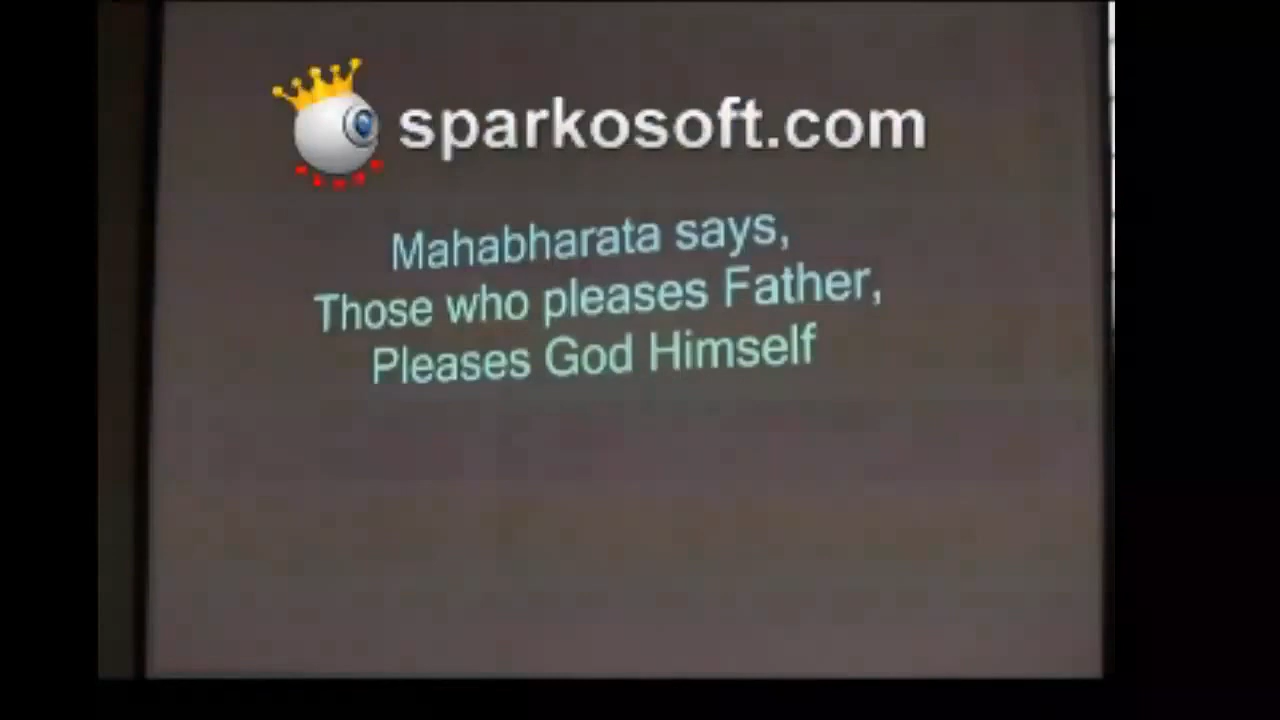 sparkosoft.com
Mahabharata says,
Those who pleases Father,
Pleases God Himself